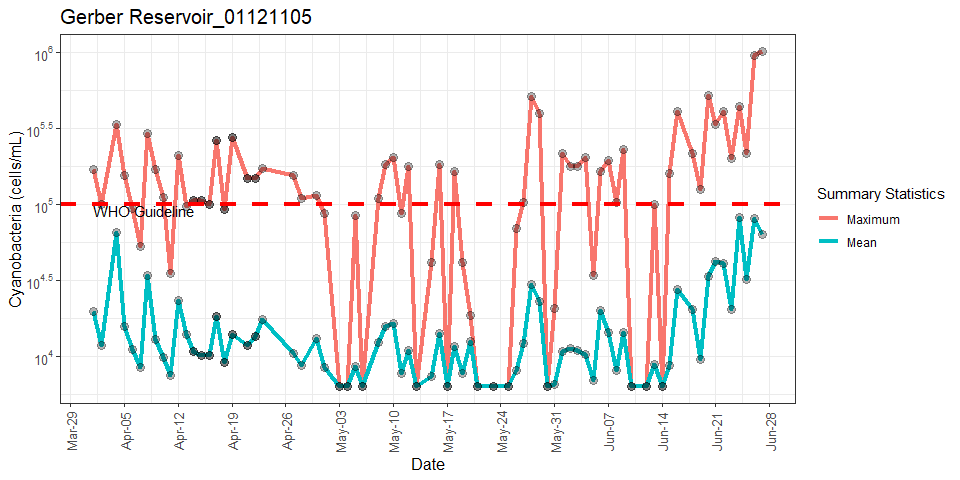 Gerber Reservoir_01121105
Cyanobacteria (cells/mL)
10^6
10^5.5
10^5
10^4.5
10^4
WHO Guideline
Mar-29
Apr-05
Apr-12
Apr-19
Apr-26
May-03
May-10
May-17
May-24
May-31
Jun-07
Jun-14
Jun-21
Jun-28
Date
Summary Statistics
Maximum
Mean